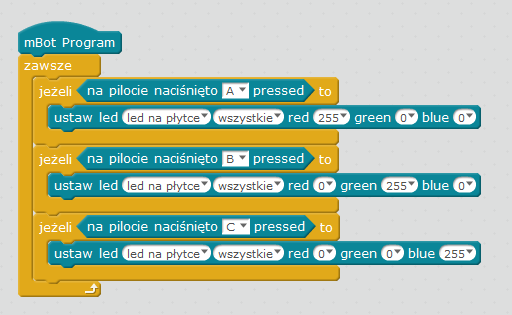 mBot Program
zawsze
jeżeli na pilocie naciśnięto A pressed to
ustaw led led na płytce wszystkie red 255 green 0 blue 0
jeżeli na pilocie naciśnięto B pressed to
ustaw led led na płytce wszystkie red 0 green 255 blue 0
jeżeli na pilocie naciśnięto C pressed to
ustaw led led na płytce wszystkie red 0 green 0 blue 255